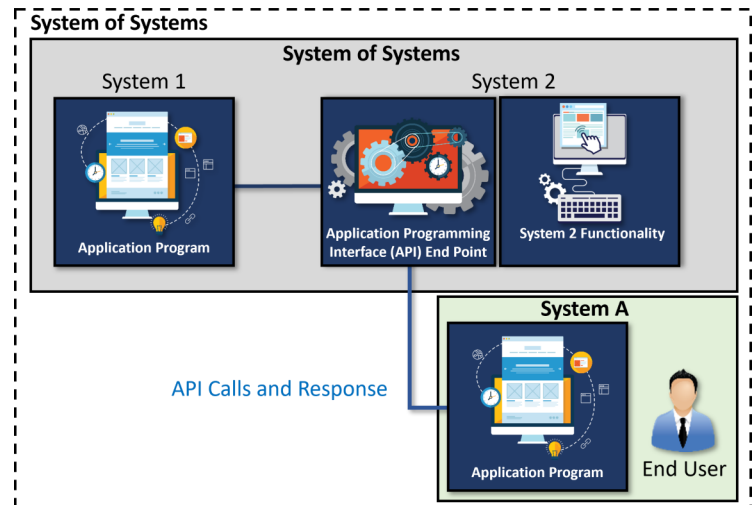 System of Systems
System of Systems
System 1
System 2
Application Program
Application Programming
Interface (API) End Point
System 2 Functionality
System A
API Calls and Response
Application Program
End User